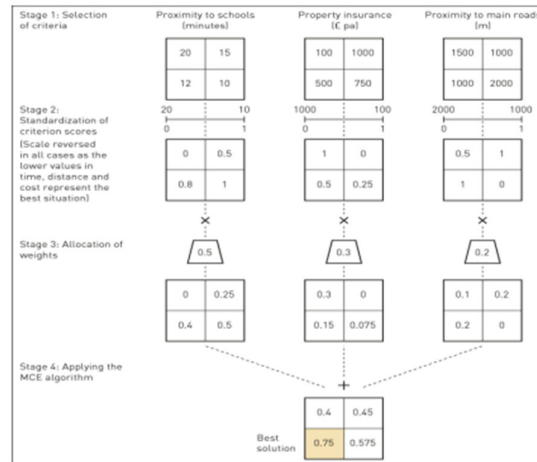 Stage 1: Selection
of criteria
Proximity to schools
(minutes)
Property insurance
(£ pa)
Proximity to main roads
(m)
20 15
12 10
100 1000
500 750
1500 1000
1000 2000
Stage 2:
Standardization of
criterion scores
(Scale reversed
in all cases as the
lower values in
time, distance and
cost represent the
best situation)
20 10
0 1
1000 100
0 1
2000 1000
0 1
0 0.5
0.8 1
1 0
0.5 0.25
0.5 1
1 0
× × ×
Stage 3: Allocation of
weights
0.5 0.3 0.2
0 0.25
0.4 0.5
0.3 0
0.15 0.075
0.1 0.2
0.2 0
Stage 4: Applying the
MCE algorithm
+
0.4 0.45
0.75 0.575
Best
solution